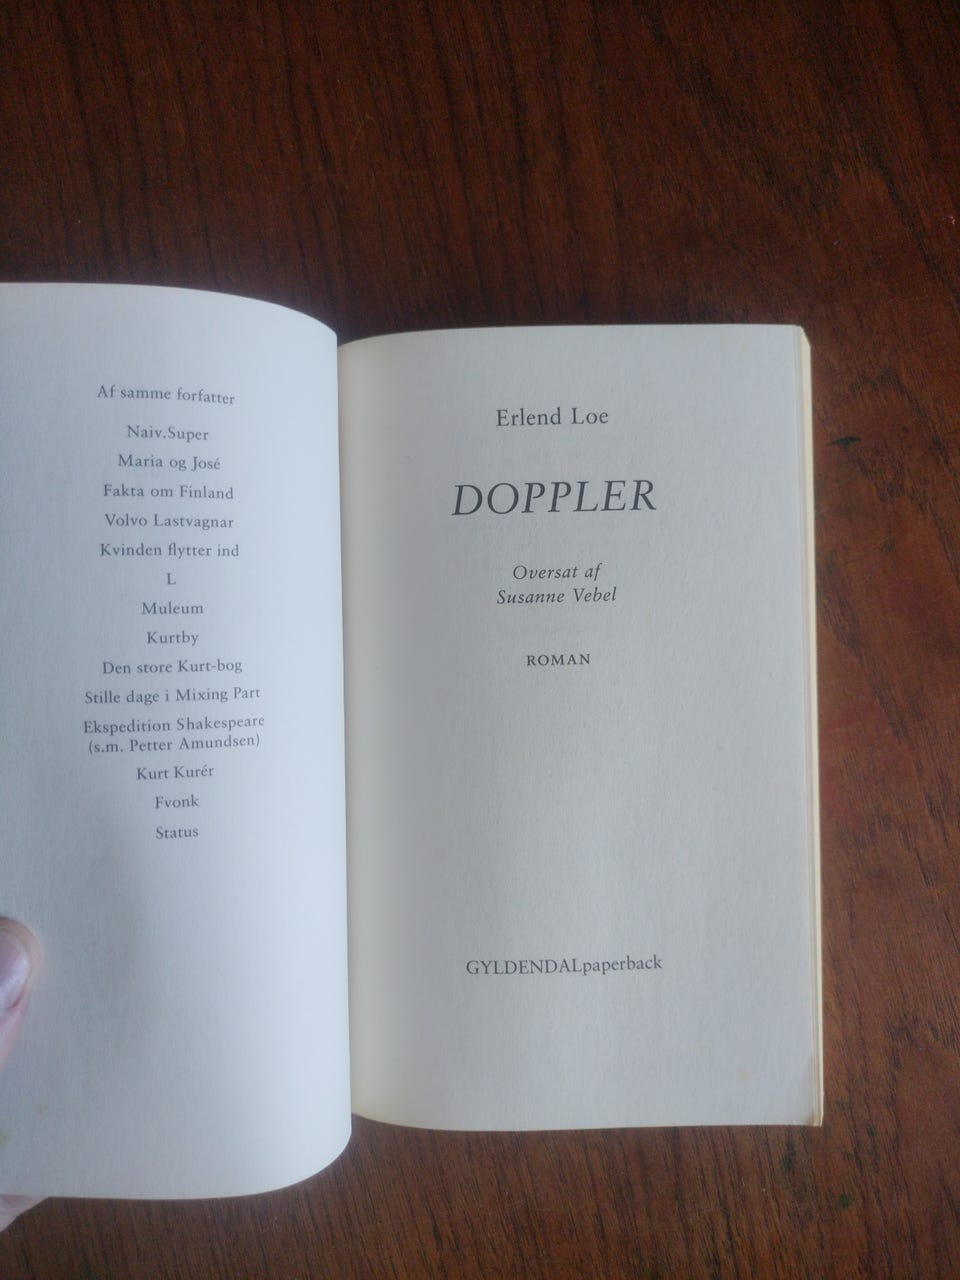 Af samme forfatter
Naiv.Super
Maria og José
Fakta om Finland
Volvo Lastvagnar
Kvinden flytter ind
L
Muleum
Kurtby
Den store Kurt-bog
Stille dage i Mixing Part
Ekspedition Shakespeare
(s.m. Petter Amundsen)
Kurt Kurér
Fvonk
Status
Erlend Loe
DOPPLER
Oversat af
Susanne Vebel
ROMAN
GYLDENDALpaperback